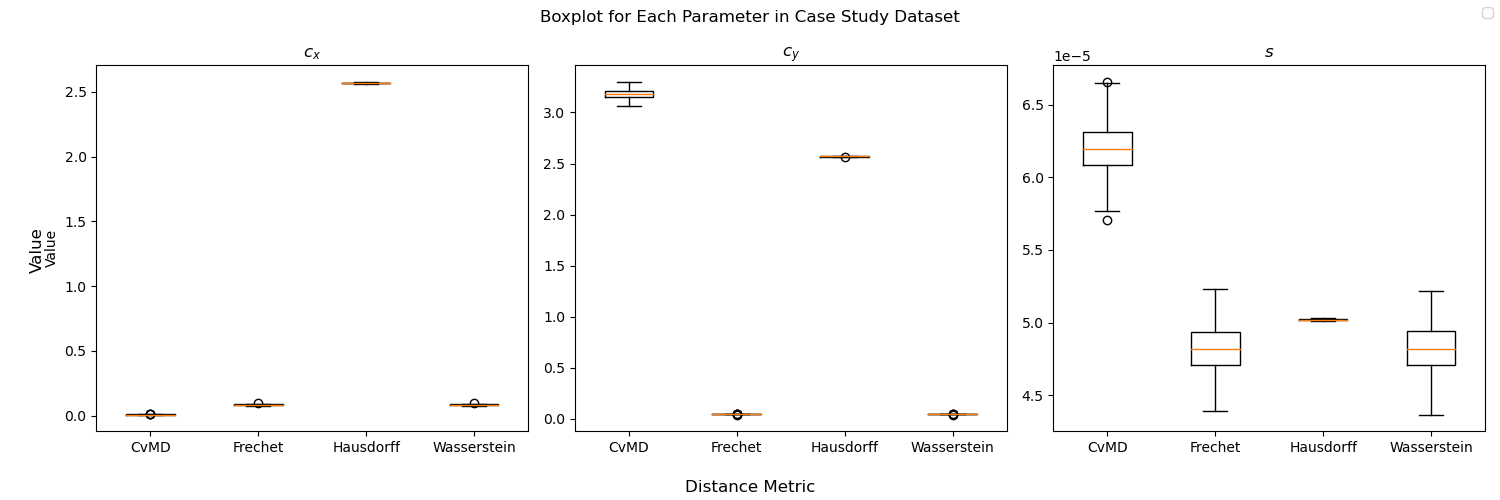 Boxplot for Each Parameter in Case Study Dataset
c_x
2.5
2.0
1.5
1.0
0.5
0.0
Value
Value
CvMD Frechet Hausdorff Wasserstein
c_y
3.0
2.5
2.0
1.5
1.0
0.5
0.0
CvMD Frechet Hausdorff Wasserstein
1e−5
s
6.5
6.0
5.5
5.0
4.5
CvMD Frechet Hausdorff Wasserstein
Distance Metric